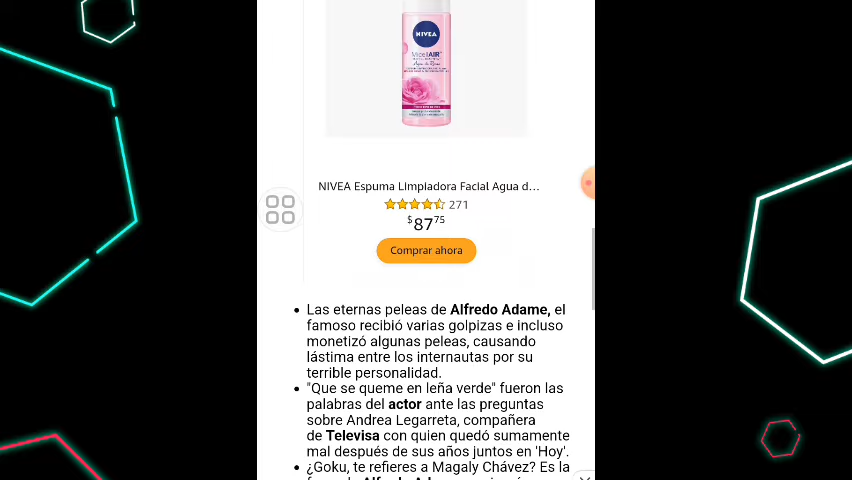 NIVEA
MicellAIR
Agua de Rosas
NIVEA Espuma Limpiadora Facial Agua d...
271
$87.75
Comprar ahora
• Las eternas peleas de Alfredo Adame, el
famoso recibió varias golpizas e incluso
monetizó algunas peleas, causando
lástima entre los internautas por su
terrible personalidad.
• "Que se queme en leña verde" fueron las
palabras del actor ante las preguntas
sobre Andrea Legarreta, compañera
de Televisa con quien quedó sumamente
mal después de sus años juntos en 'Hoy'.
• ¿Goku, te refieres a Magaly Chávez? Es la